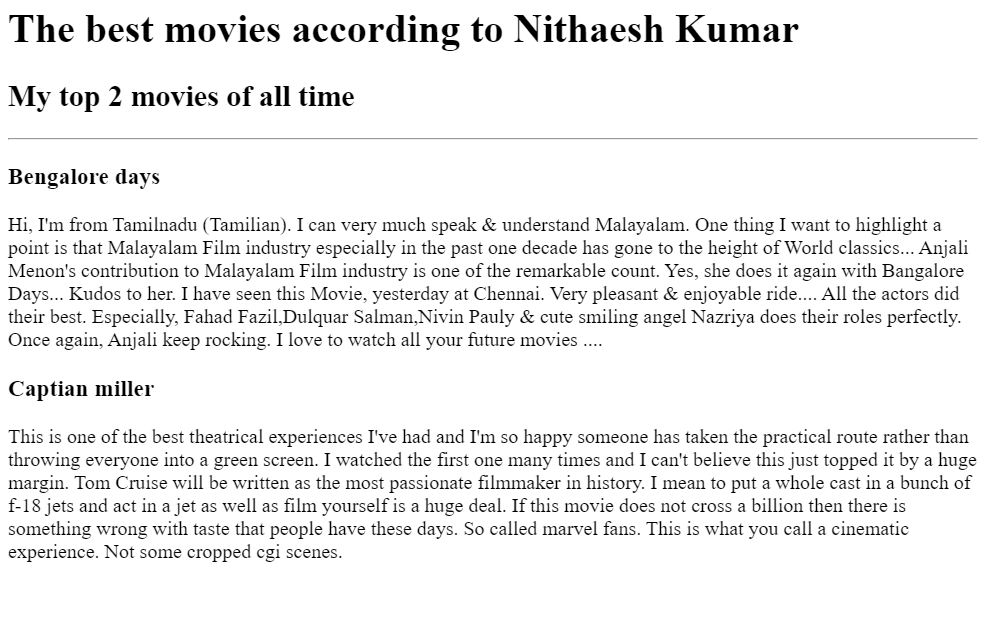 The best movies according to Nithaesh Kumar
My top 2 movies of all time
Bengalore days
Hi, I'm from Tamilnadu (Tamilian). I can very much speak & understand Malayalam. One thing I want to highlight a
point is that Malayalam Film industry especially in the past one decade has gone to the height of World classics... Anjali
Menon's contribution to Malayalam Film industry is one of the remarkable count. Yes, she does it again with Bangalore
Days... Kudos to her. I have seen this Movie, yesterday at Chennai. Very pleasant & enjoyable ride.... All the actors did
their best. Especially, Fahad Fazil,Dulquar Salman,Nivin Pauly & cute smiling angel Nazriya does their roles perfectly.
Once again, Anjali keep rocking. I love to watch all your future movies ....
Captian miller
This is one of the best theatrical experiences I've had and I'm so happy someone has taken the practical route rather than
throwing everyone into a green screen. I watched the first one many times and I can't believe this just topped it by a huge
margin. Tom Cruise will be written as the most passionate filmmaker in history. I mean to put a whole cast in a bunch of
f-18 jets and act in a jet as well as film yourself is a huge deal. If this movie does not cross a billion then there is
something wrong with taste that people have these days. So called marvel fans. This is what you call a cinematic
experience. Not some cropped cgi scenes.